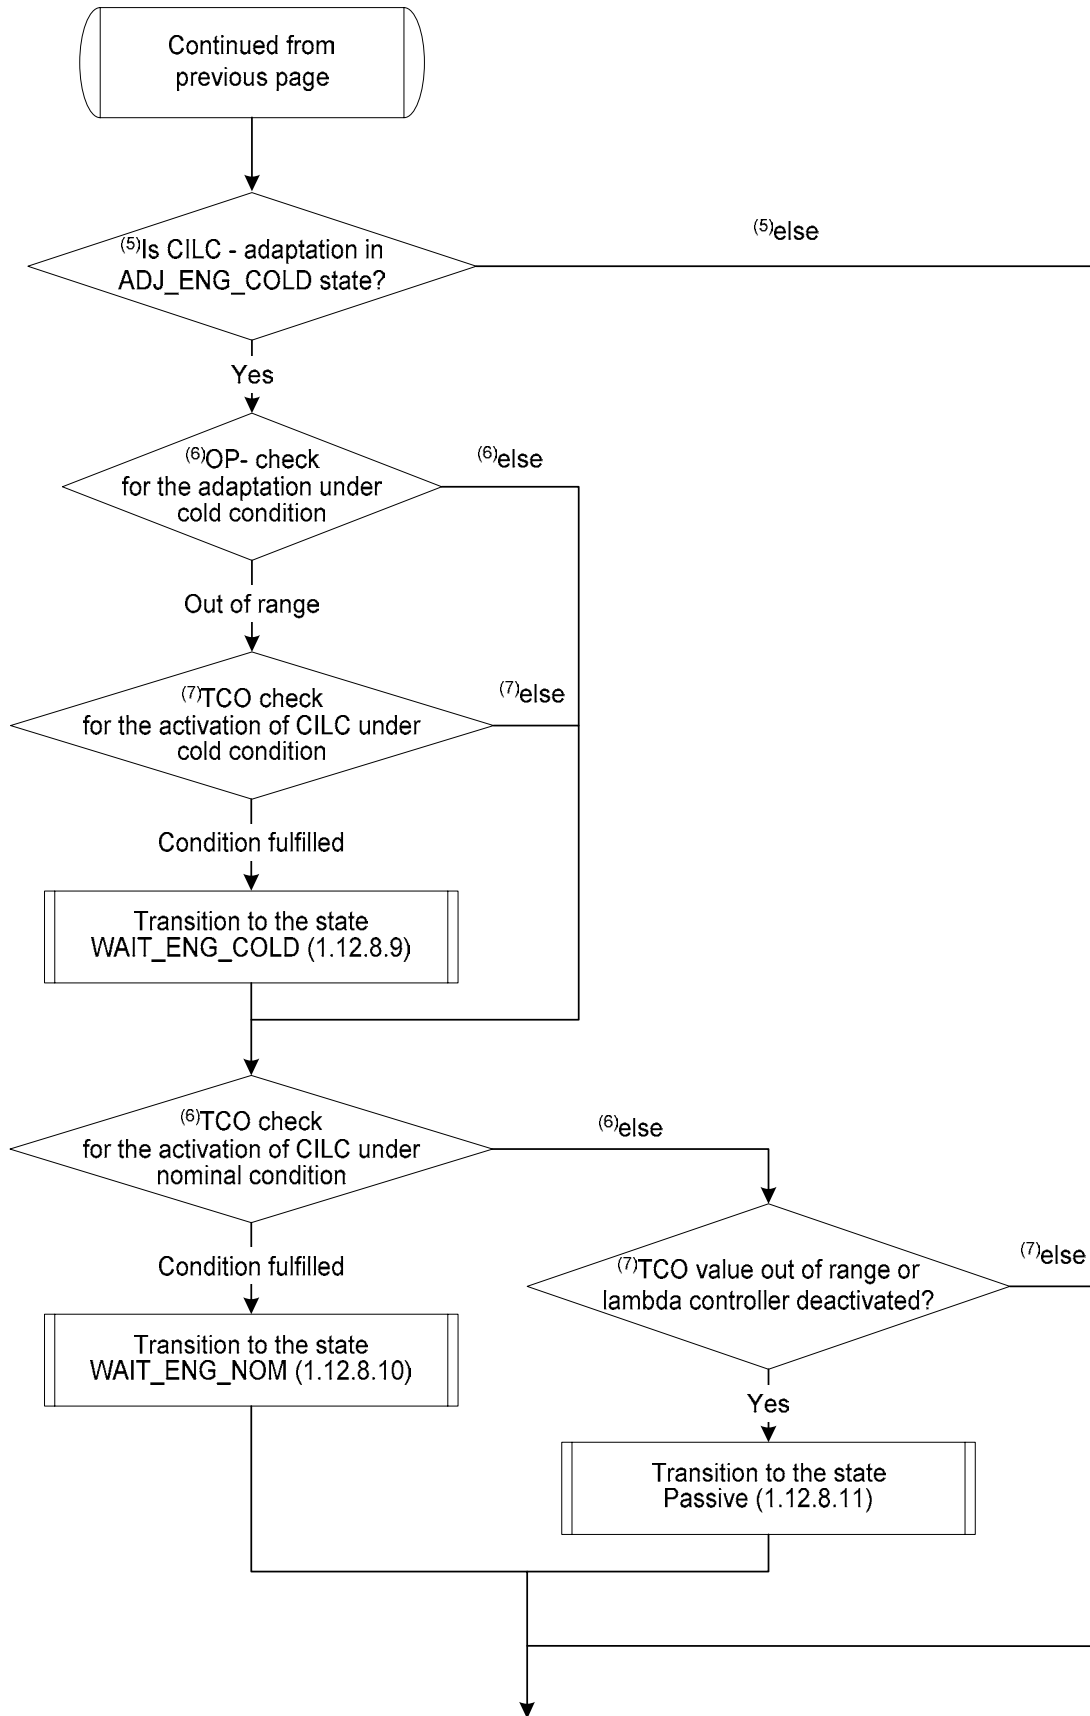 Continued from
previous page
(5)Is CILC - adaptation in
ADJ_ENG_COLD state?
(5)else
Yes
(6)OP- check
for the adaptation under
cold condition
(6)else
Out of range
(7)TCO check
for the activation of CILC under
cold condition
(7)else
Condition fulfilled
Transition to the state
WAIT_ENG_COLD (1.12.8.9)
(6)TCO check
for the activation of CILC under
nominal condition
(6)else
Condition fulfilled
(7)TCO value out of range or
lambda controller deactivated?
(7)else
Transition to the state
WAIT_ENG_NOM (1.12.8.10)
Yes
Transition to the state
Passive (1.12.8.11)